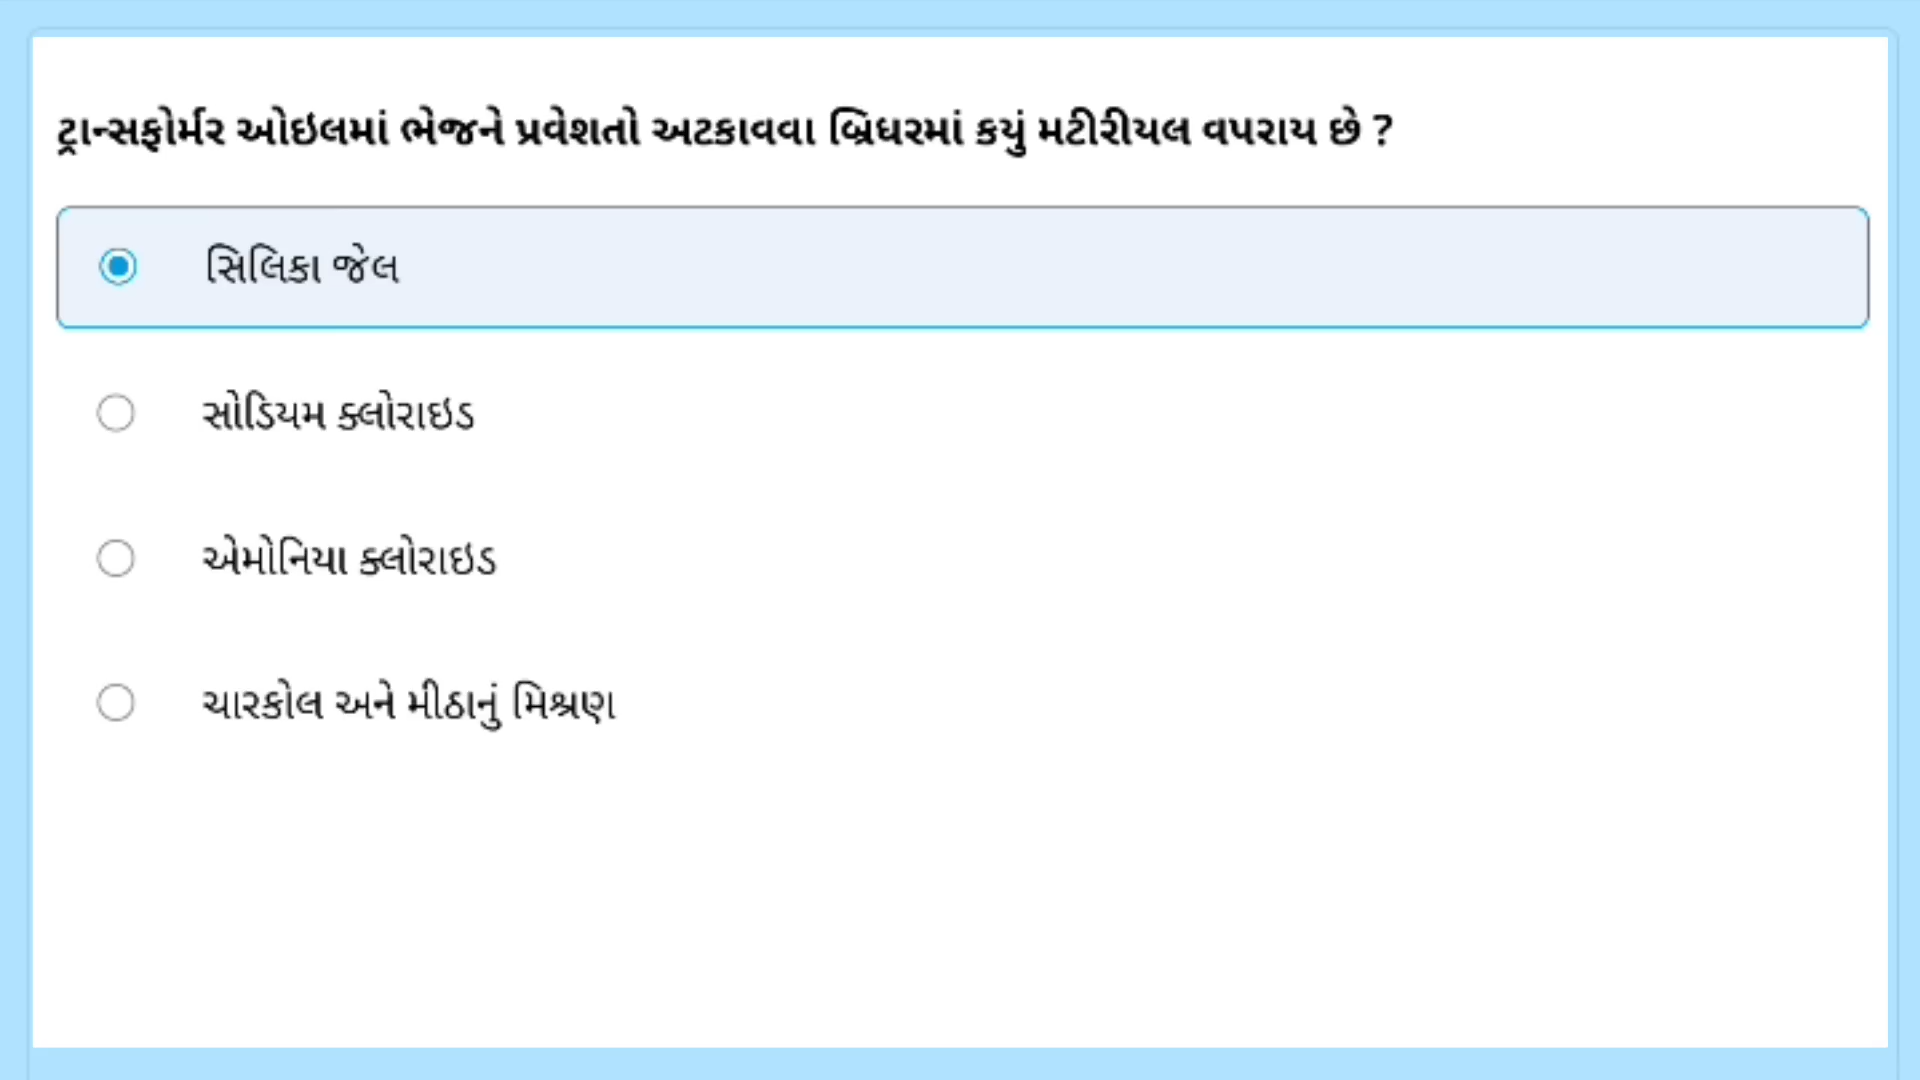 ટ્રાન્સફોર્મર ઓઇલમાં ભેજને પ્રવેશતો અટકાવવા બ્રિધરમાં કયું મટીરીયલ વપરાય છે ?
સિલિકા જેલ
સોડિયમ ક્લોરાઇડ
એમોનિયા ક્લોરાઇડ
ચારકોલ અને મીઠાનું મિશ્રણ